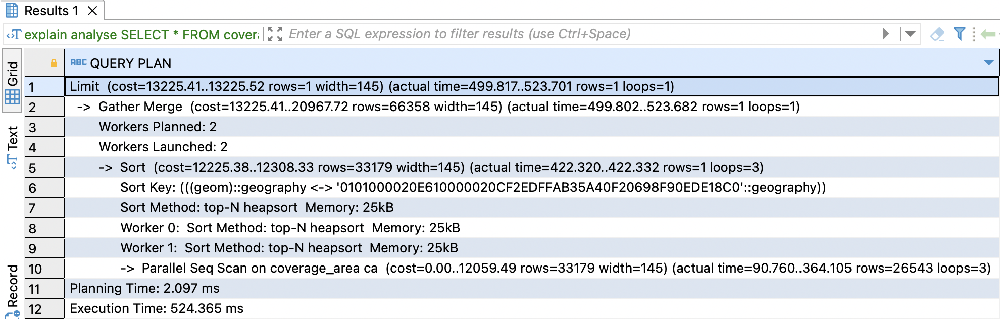 Results 1
explain analyse SELECT * FROM cover
Enter a SQL expression to filter results (use Ctrl+Space)
Grid
Text
Record
ABC QUERY PLAN
1 Limit (cost=13225.41..13225.52 rows=1 width=145) (actual time=499.817..523.701 rows=1 loops=1)
2 -> Gather Merge (cost=13225.41..20967.72 rows=66358 width=145) (actual time=499.802..523.682 rows=1 loops=1)
3 Workers Planned: 2
4 Workers Launched: 2
5 -> Sort (cost=12225.38..12308.33 rows=33179 width=145) (actual time=422.320..422.332 rows=1 loops=3)
6 Sort Key: (((geom)::geography <-> '0101000020E610000020CF2EDFFAB35A40F20698F90EDE18C0'::geography))
7 Sort Method: top-N heapsort Memory: 25kB
8 Worker 0: Sort Method: top-N heapsort Memory: 25kB
9 Worker 1: Sort Method: top-N heapsort Memory: 25kB
10 -> Parallel Seq Scan on coverage_area ca (cost=0.00..12059.49 rows=33179 width=145) (actual time=90.760..364.105 rows=26543 loops=3)
11 Planning Time: 2.097 ms
12 Execution Time: 524.365 ms